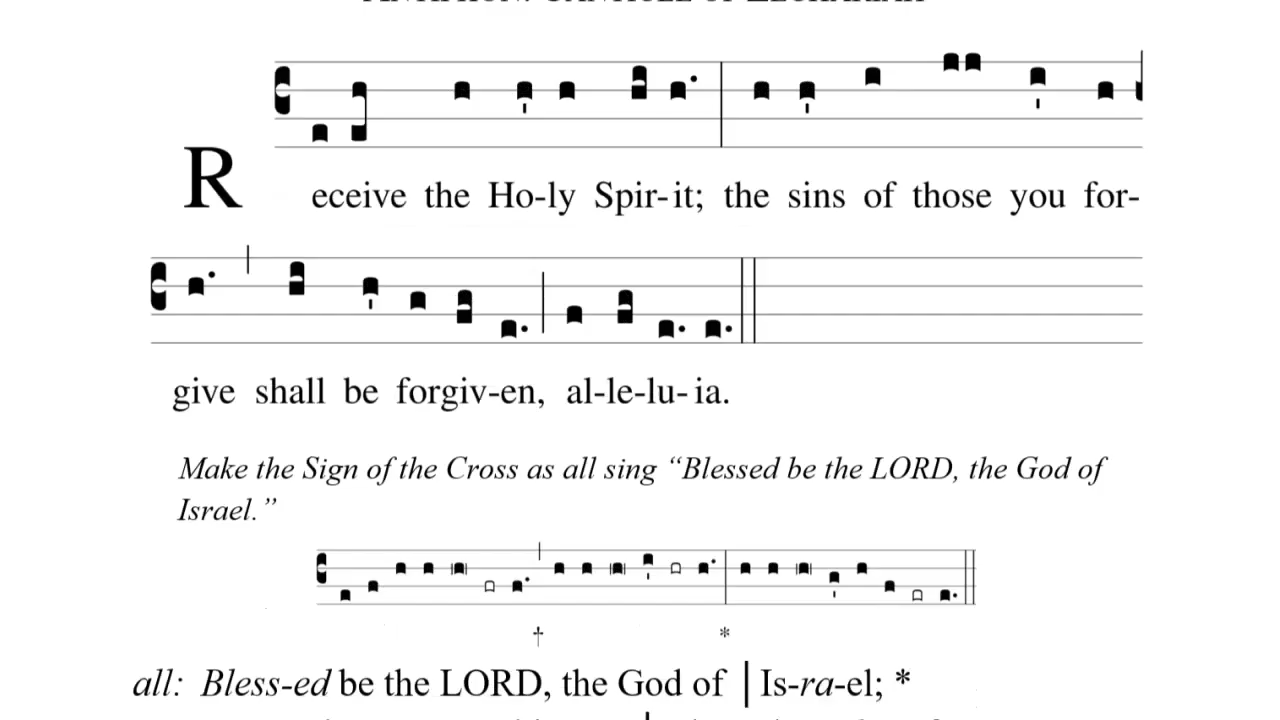 Receive the Ho-ly Spir-it; the sins of those you for-
give shall be forgiv-en, al-le-lu-ia.
Make the Sign of the Cross as all sing “Blessed be the LORD, the God of
Israel.”
† *
all: Bless-ed be the LORD, the God of | Is-ra-el; *